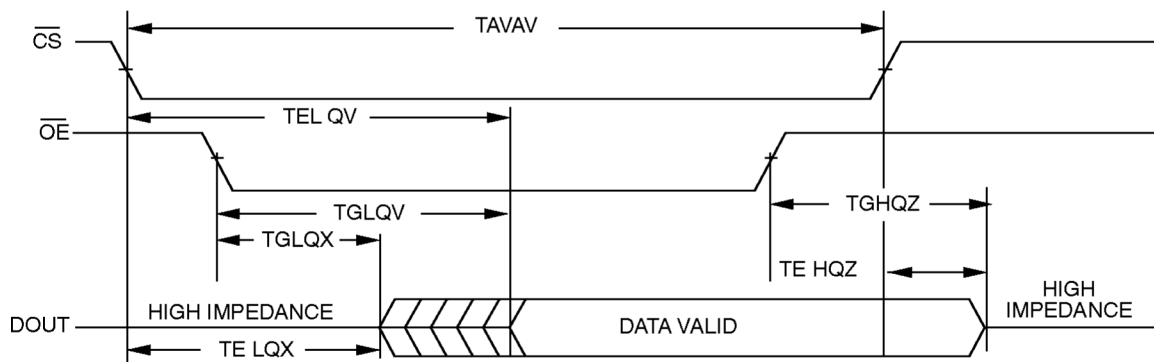 TAVAV
CS
TEL QV
OE
TGLQV
TGHQZ
TGLQX
TE HQZ
HIGH IMPEDANCE
HIGH
IMPEDANCE
DOUT
DATA VALID
TE LQX